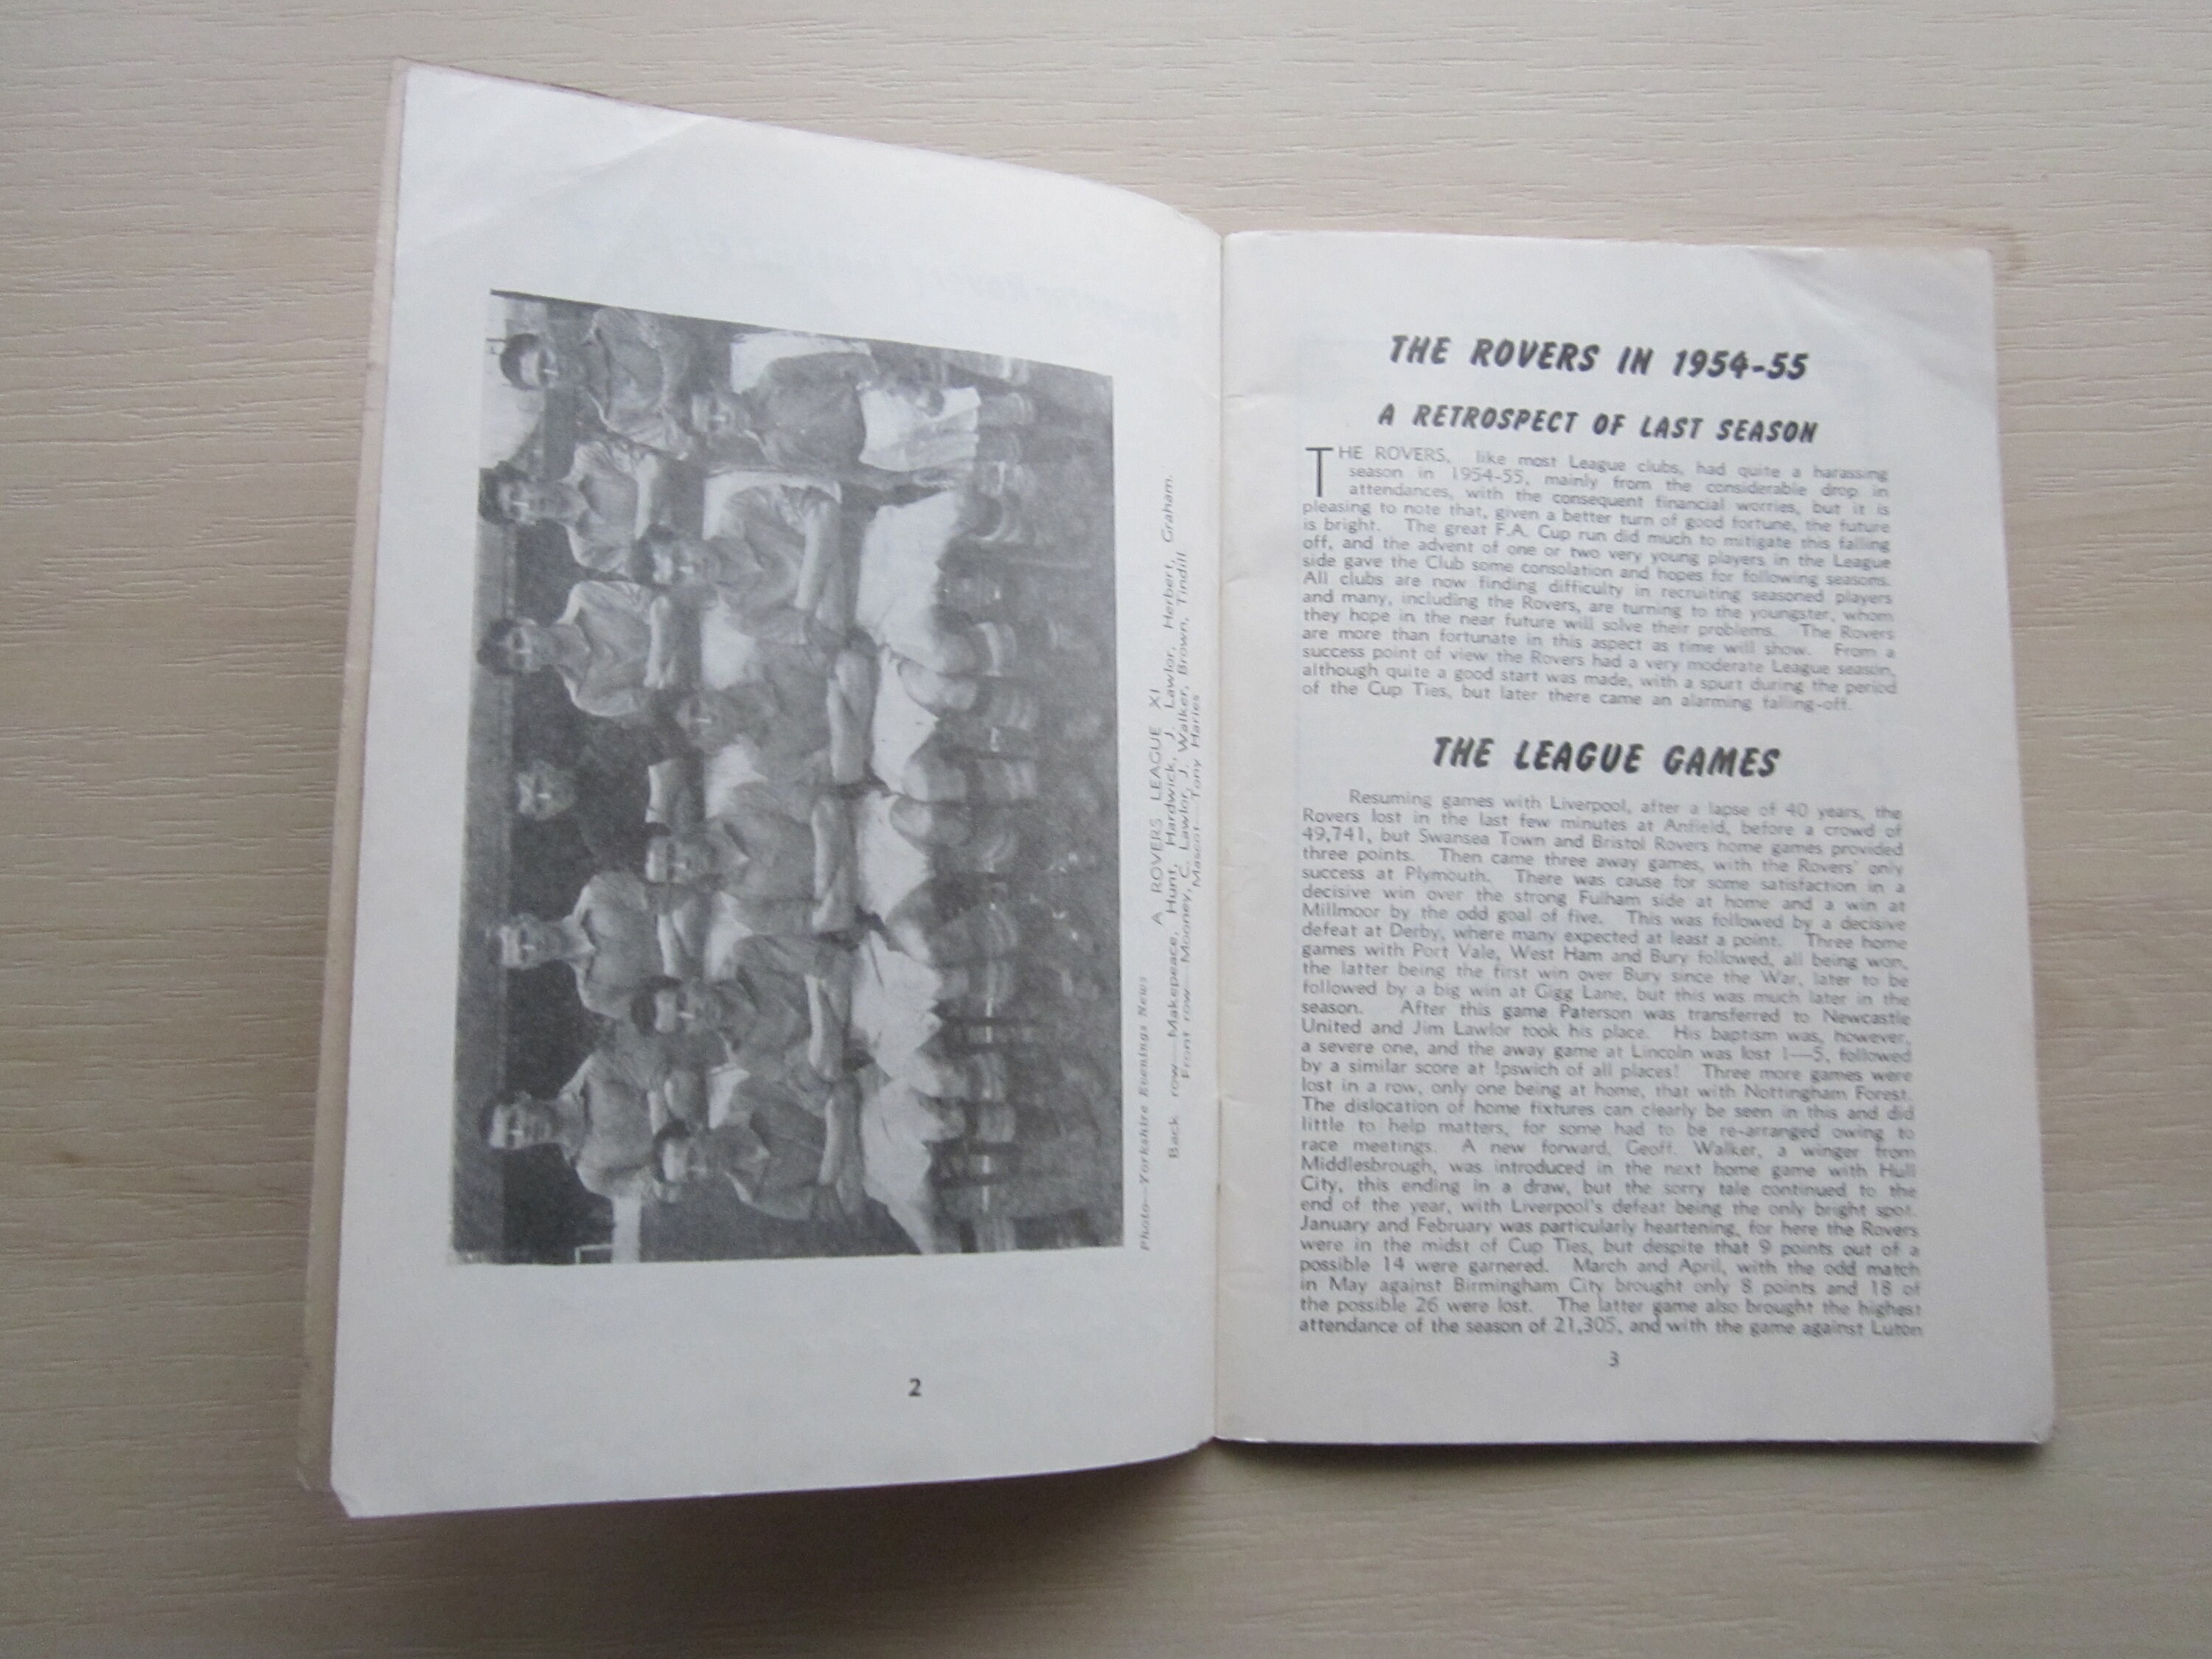 Photo—Yorkshire Evenings News
A ROVERS LEAGUE XI
Back row—Makepeace, Hunt, Hardwick, J. Lawlor, Herbert, Graham.
Front row—Mooney, C. Lawlor, J. Walker, Brown, Tindill
Mascot—Tony Harles
2
THE ROVERS IN 1954-55
A RETROSPECT OF LAST SEASON
THE ROVERS, like most League clubs, had quite a harassing
season in 1954-55, mainly from the considerable drop in
attendances, with the consequent financial worries, but it is
pleasing to note that, given a better turn of good fortune, the future
is bright. The great F.A. Cup run did much to mitigate this falling
off, and the advent of one or two very young players in the League
side gave the Club some consolation and hopes for following seasons.
All clubs are now finding difficulty in recruiting seasoned players
and many, including the Rovers, are turning to the youngster, whom
they hope in the near future will solve their problems. The Rovers
are more than fortunate in this aspect as time will show. From a
success point of view the Rovers had a very moderate League season,
although quite a good start was made, with a spurt during the period
of the Cup Ties, but later there came an alarming falling-off.
THE LEAGUE GAMES
Resuming games with Liverpool, after a lapse of 40 years, the
Rovers lost in the last few minutes at Anfield, before a crowd of
49,741, but Swansea Town and Bristol Rovers home games provided
three points. Then came three away games, with the Rovers' only
success at Plymouth. There was cause for some satisfaction in a
decisive win over the strong Fulham side at home and a win at
Millmoor by the odd goal of five. This was followed by a decisive
defeat at Derby, where many expected at least a point. Three home
games with Port Vale, West Ham and Bury followed, all being won,
the latter being the first win over Bury since the War, later to be
followed by a big win at Gigg Lane, but this was much later in the
season. After this game Paterson was transferred to Newcastle
United and Jim Lawlor took his place. His baptism was, however,
a severe one, and the away game at Lincoln was lost 1—5, followed
by a similar score at Ipswich of all places! Three more games were
lost in a row, only one being at home, that with Nottingham Forest.
The dislocation of home fixtures can clearly be seen in this and did
little to help matters, for some had to be re-arranged owing to
race meetings. A new forward, Geoff. Walker, a winger from
Middlesbrough, was introduced in the next home game with Hull
City, this ending in a draw, but the sorry tale continued to the
end of the year, with Liverpool's defeat being the only bright spot.
January and February was particularly heartening, for here the Rovers
were in the midst of Cup Ties, but despite that 9 points out of a
possible 14 were garnered. March and April, with the odd match
in May against Birmingham City brought only 8 points and 18 of
the possible 26 were lost. The latter game also brought the highest
attendance of the season of 21,305, and with the game against Luton
3